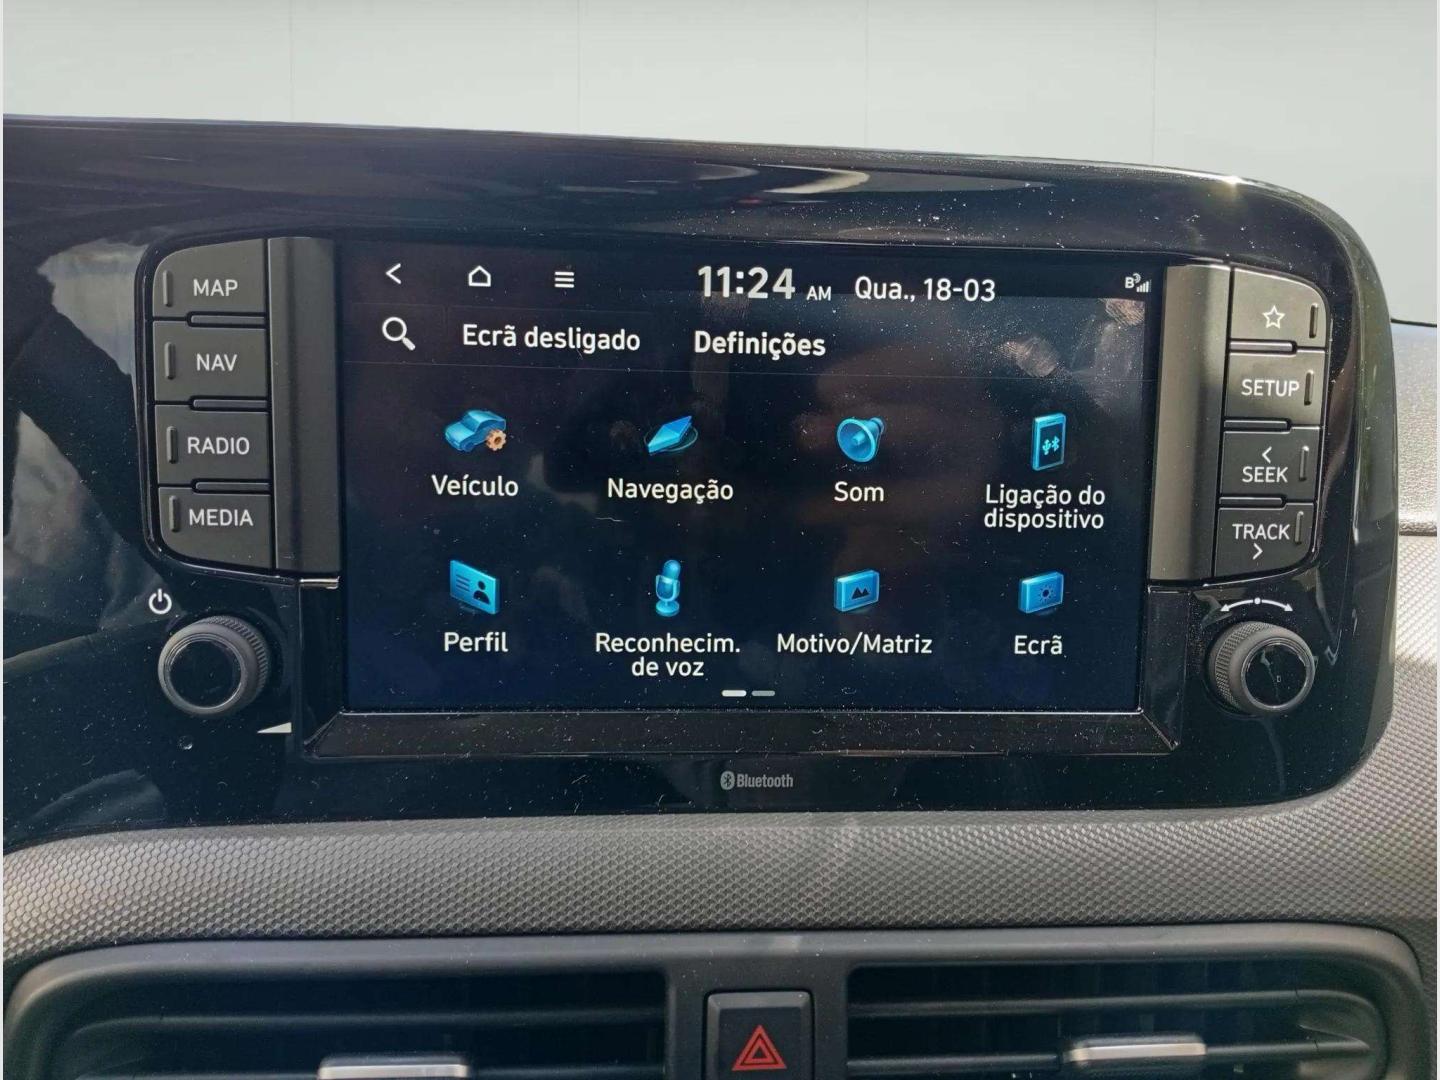 MAP
NAV
RADIO
MEDIA
11:24 AM Qua., 18-03
Ecrã desligado Definições
Veículo Navegação Som Ligação do
dispositivo
Perfil Reconhecim. Motivo/Matriz Ecrã
de voz
SETUP
< SEEK
TRACK >
Bluetooth